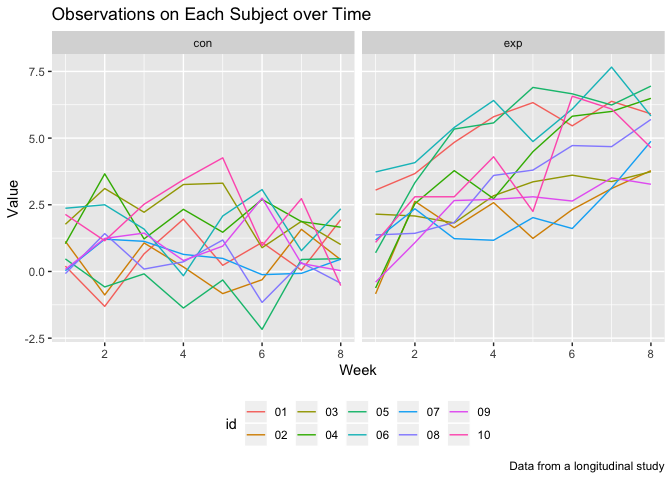 Observations on Each Subject over Time
con exp
7.5
5.0
2.5
0.0
-2.5
Value
2 4 6 8 2 4 6 8
Week
id
01 03 05 07 09
02 04 06 08 10
Data from a longitudinal study